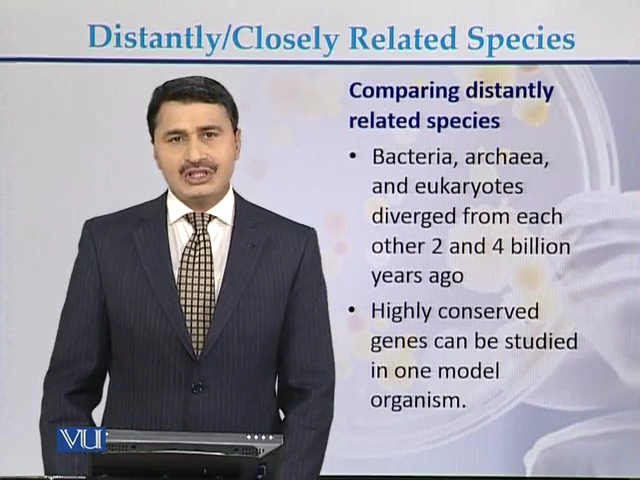 Distantly/Closely Related Species
Comparing distantly
related species
• Bacteria, archaea,
and eukaryotes
diverged from each
other 2 and 4 billion
years ago
• Highly conserved
genes can be studied
in one model
organism.
VU